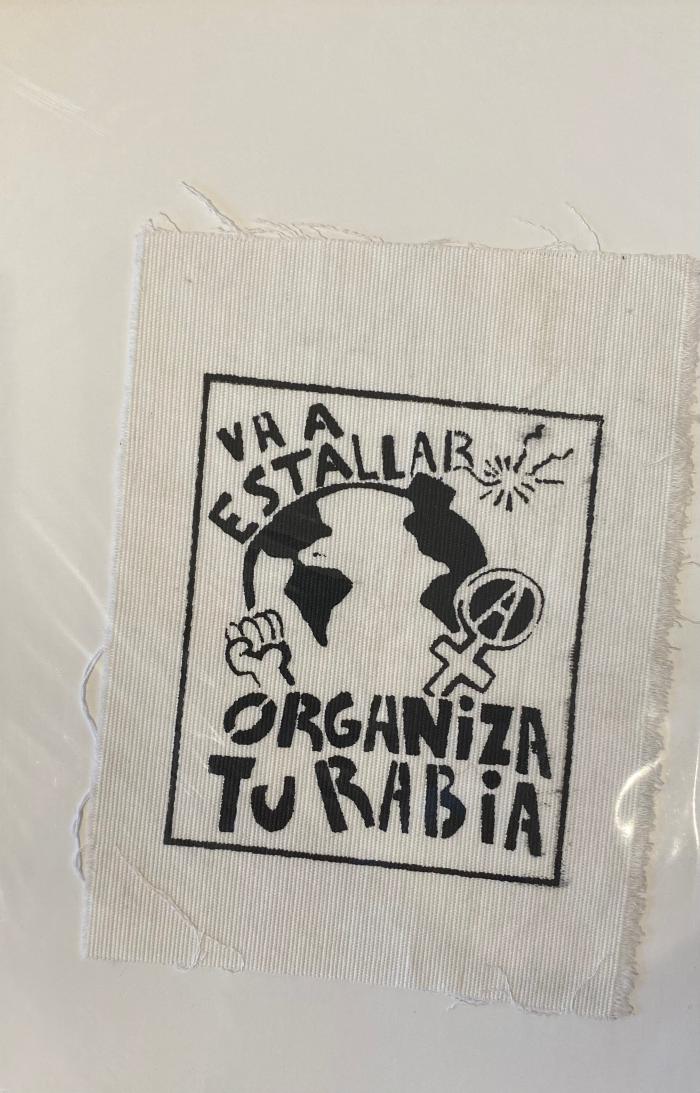 VA A
ESTALLAR
A
ORGANiZA
TU RABiA